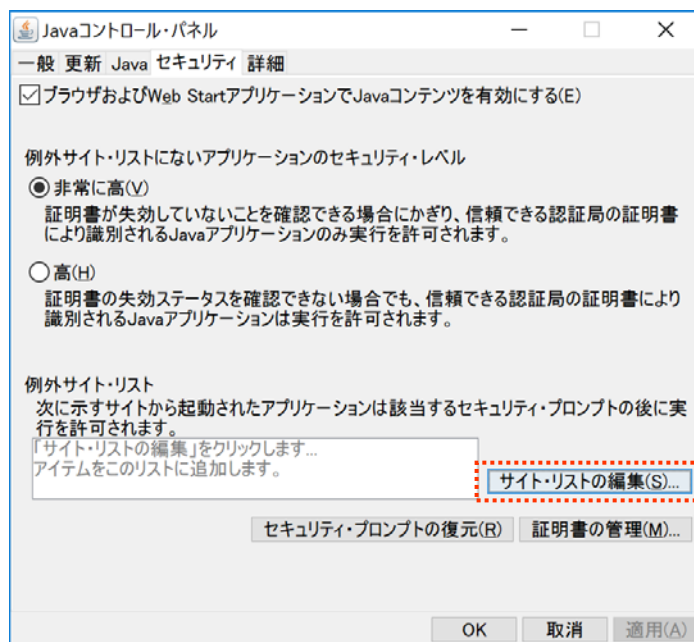 Javaコントロール・パネル
一般 更新 Java セキュリティ 詳細
ブラウザおよびWeb StartアプリケーションでJavaコンテンツを有効にする(E)
例外サイト・リストにないアプリケーションのセキュリティ・レベル
非常に高(V)
証明書が失効していないことを確認できる場合にかぎり、信頼できる認証局の証明書
により識別されるJavaアプリケーションのみ実行を許可されます。
高(H)
証明書の失効ステータスを確認できない場合でも、信頼できる認証局の証明書により
識別されるJavaアプリケーションは実行を許可されます。
例外サイト・リスト
次に示すサイトから起動されたアプリケーションは該当するセキュリティ・プロンプトの後に実
行を許可されます。
「サイト・リストの編集」をクリックします...
アイテムをこのリストに追加します。
サイト・リストの編集(S)...
セキュリティ・プロンプトの復元(R) 証明書の管理(M)...
OK 取消 適用(A)